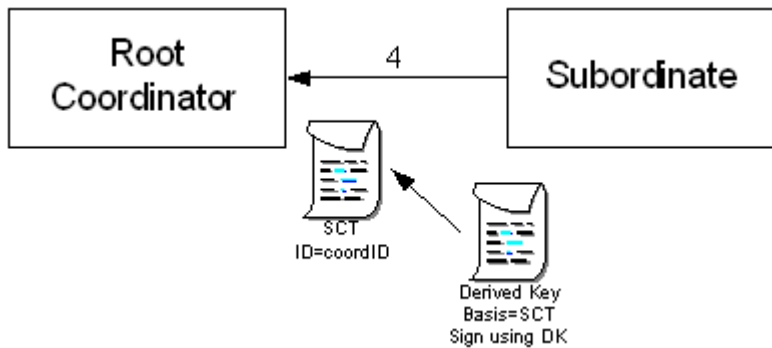 Root
Coordinator
4
Subordinate
SCT
ID=coordID
Derived Key
Basis=SCT
Sign using DK